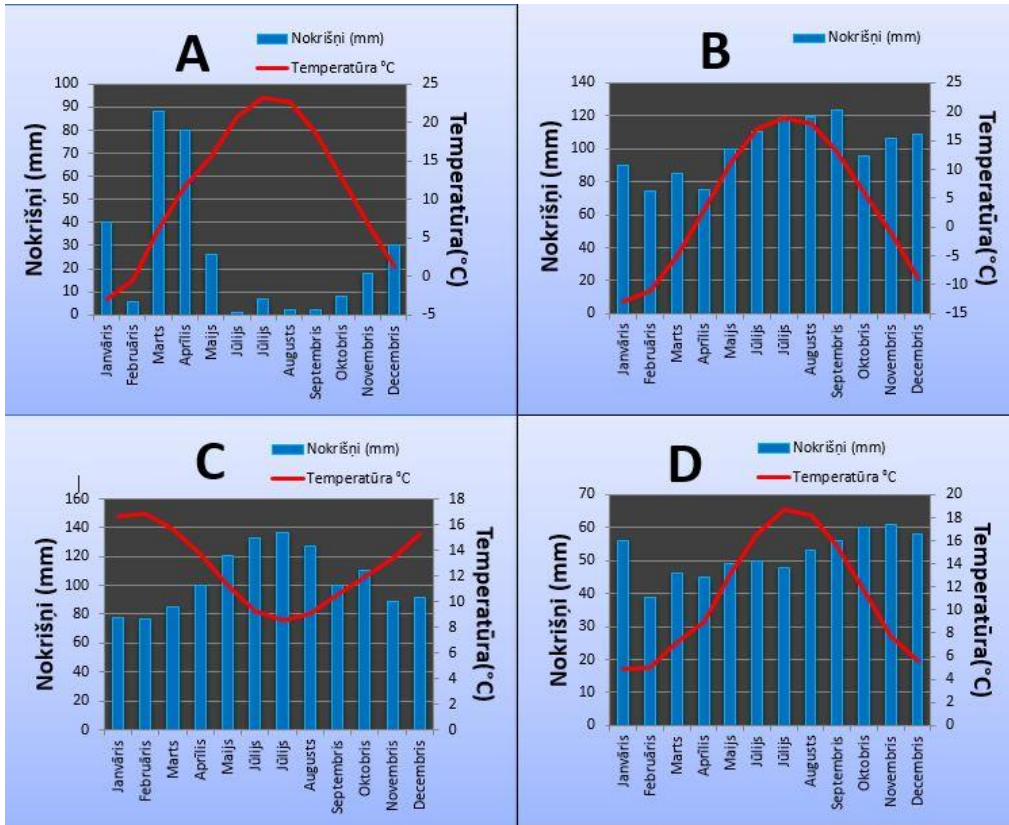 A
Nokrišņi (mm)
Temperatūra °C
Nokrišņi (mm)
100
90
80
70
60
50
40
30
20
10
0
25
20
15
10
5
0
-5
Temperatūra(°C)
Janvāris
Februāris
Marts
Aprīlis
Maijs
Jūlijs
Jūlijs
Augusts
Septembris
Oktobris
Novembris
Decembris
B
Nokrišņi (mm)
Nokrišņi (mm)
140
120
100
80
60
40
20
0
25
20
15
10
5
0
-5
-10
-15
Temperatūra(°C)
Janvāris
Februāris
Marts
Aprīlis
Maijs
Jūlijs
Jūlijs
Augusts
Septembris
Oktobris
Novembris
Decembris
C
Nokrišņi (mm)
Temperatūra °C
Nokrišņi (mm)
160
140
120
100
80
60
40
20
0
18
16
14
12
10
8
6
4
2
0
Temperatūra(°C)
Janvāris
Februāris
Marts
Aprīlis
Maijs
Jūlijs
Jūlijs
Augusts
Septembris
Oktobris
Novembris
Decembris
D
Nokrišņi (mm)
Temperatūra °C
Nokrišņi (mm)
70
60
50
40
30
20
10
0
20
18
16
14
12
10
8
6
4
2
0
Temperatūra(°C)
Janvāris
Februāris
Marts
Aprīlis
Maijs
Jūlijs
Jūlijs
Augusts
Septembris
Oktobris
Novembris
Decembris